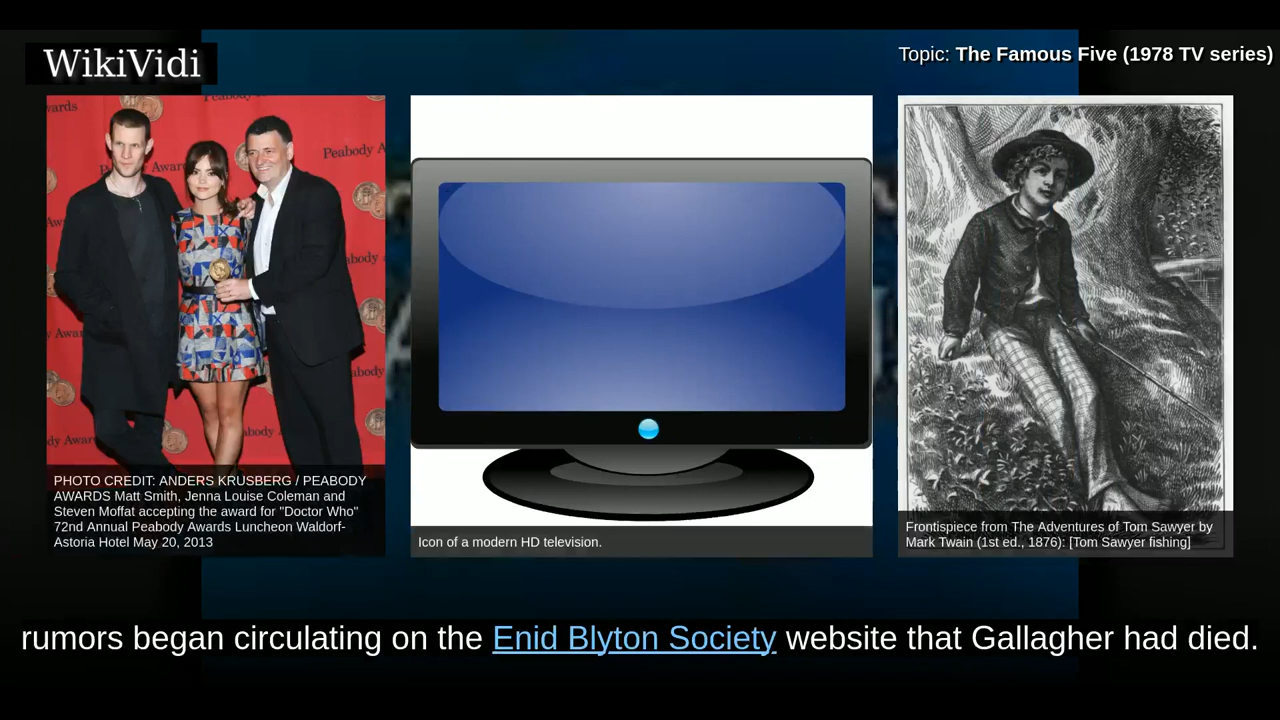 WikiVidi
Topic: The Famous Five (1978 TV series)
PHOTO CREDIT: ANDERS KRUSBERG / PEABODY
AWARDS Matt Smith, Jenna Louise Coleman and
Steven Moffat accepting the award for "Doctor Who"
72nd Annual Peabody Awards Luncheon Waldorf-
Astoria Hotel May 20, 2013
Icon of a modern HD television.
Frontispiece from The Adventures of Tom Sawyer by
Mark Twain (1st ed., 1876): [Tom Sawyer fishing]
rumors began circulating on the Enid Blyton Society website that Gallagher had died.